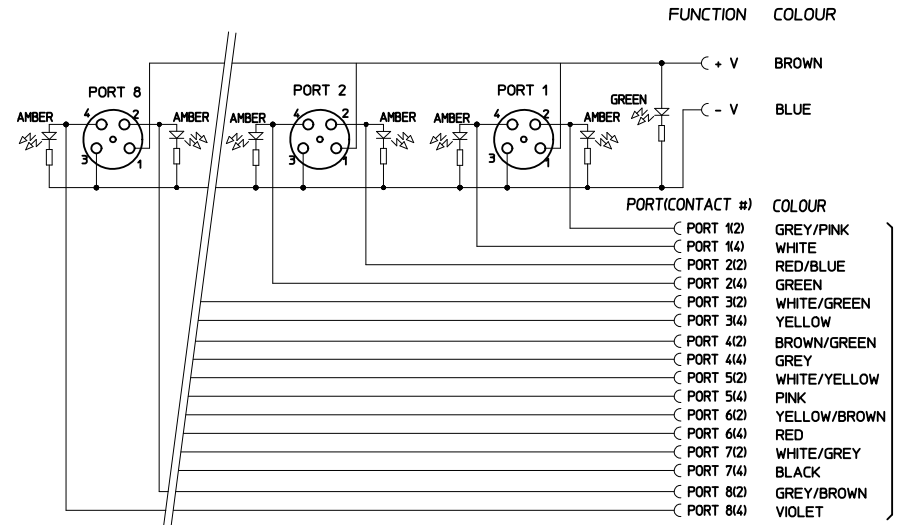 FUNCTION COLOUR
+ V BROWN
PORT 8 PORT 2 PORT 1
GREEN
- V BLUE
AMBER 4 2 AMBER AMBER 4 2 AMBER AMBER 4 2 AMBER
3 1 3 1 3 1
PORT(CONTACT #) COLOUR
PORT 1(2) GREY/PINK
PORT 1(4) WHITE
PORT 2(2) RED/BLUE
PORT 2(4) GREEN
PORT 3(2) WHITE/GREEN
PORT 3(4) YELLOW
PORT 4(2) BROWN/GREEN
PORT 4(4) GREY
PORT 5(2) WHITE/YELLOW
PORT 5(4) PINK
PORT 6(2) YELLOW/BROWN
PORT 6(4) RED
PORT 7(2) WHITE/GREY
PORT 7(4) BLACK
PORT 8(2) GREY/BROWN
PORT 8(4) VIOLET